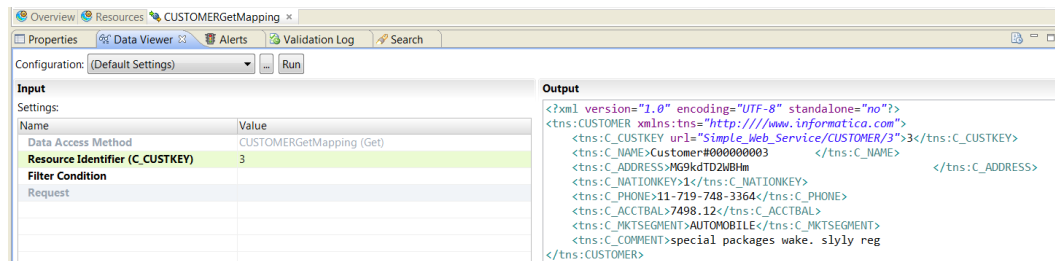 Overview Resources CUSTOMERGetMapping ×
Properties Data Viewer Alerts Validation Log Search
Configuration: (Default Settings) ... Run
Input
Settings:
Name Value
Data Access Method CUSTOMERGetMapping (Get)
Resource Identifier (C_CUSTKEY) 3
Filter Condition
Request
Output
<?xml version="1.0" encoding="UTF-8" standalone="no"?>
<tns:CUSTOMER xmlns:tns="http:////www.informatica.com">
<tns:C_CUSTKEY url="Simple_Web_Service/CUSTOMER/3">3</tns:C_CUSTKEY>
<tns:C_NAME>Customer#000000003 </tns:C_NAME>
<tns:C_ADDRESS>MG9kdTD2WBHm </tns:C_ADDRESS>
<tns:C_NATIONKEY>1</tns:C_NATIONKEY>
<tns:C_PHONE>11-719-748-3364</tns:C_PHONE>
<tns:C_ACCTBAL>7498.12</tns:C_ACCTBAL>
<tns:C_MKTSEGMENT>AUTOMOBILE</tns:C_MKTSEGMENT>
<tns:C_COMMENT>special packages wake. slyly reg
</tns:CUSTOMER>